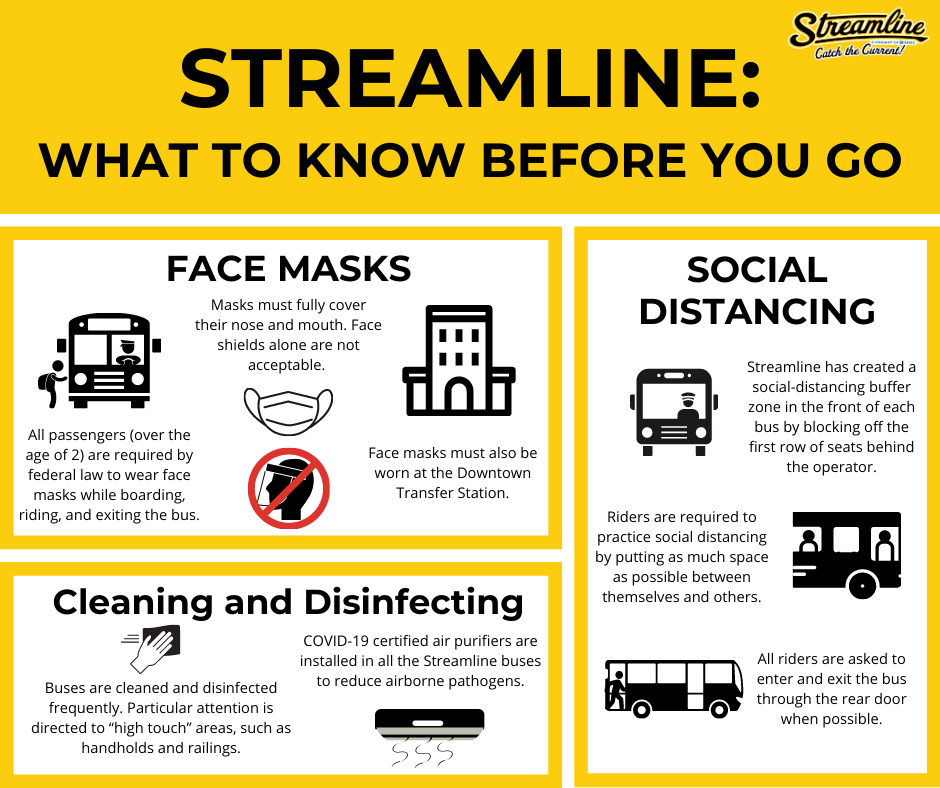 Streamline
Catch the Current!
STREAMLINE:
WHAT TO KNOW BEFORE YOU GO
FACE MASKS
Masks must fully cover
their nose and mouth. Face
shields alone are not
acceptable.
All passengers (over the
age of 2) are required by
federal law to wear face
masks while boarding,
riding, and exiting the bus.
Face masks must also be
worn at the Downtown
Transfer Station.
Cleaning and Disinfecting
Buses are cleaned and disinfected
frequently. Particular attention is
directed to “high touch” areas, such as
handholds and railings.
COVID-19 certified air purifiers are
installed in all the Streamline buses
to reduce airborne pathogens.
SOCIAL
DISTANCING
Streamline has created a
social-distancing buffer
zone in the front of each
bus by blocking off the
first row of seats behind
the operator.
Riders are required to
practice social distancing
by putting as much space
as possible between
themselves and others.
All riders are asked to
enter and exit the bus
through the rear door
when possible.